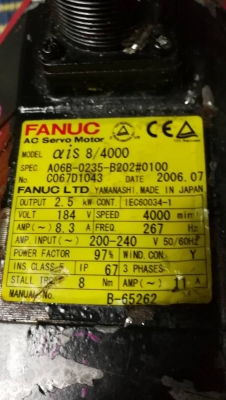 FANUC
AC Servo Motor
MODEL αiS 8/4000
SPEC. A06B-0235-B202#0100
No. C067D1043 DATE 2006.07
FANUC LTD YAMANASHI. MADE IN JAPAN
OUTPUT 2.5 kW CONT. IEC60034-1
VOLT 184 V SPEED 4000 min
AMP(~) 8.3 A FREQ. 267 Hz
AMP. INPUT(~) 200-240 V 50/60Hz
POWER FACTOR 97% WIND. CON. Y
INS. CLASS IP 67 3 PHASES
STALL 8 Nm AMP(~) 11 A
MANUAL No. B-65262